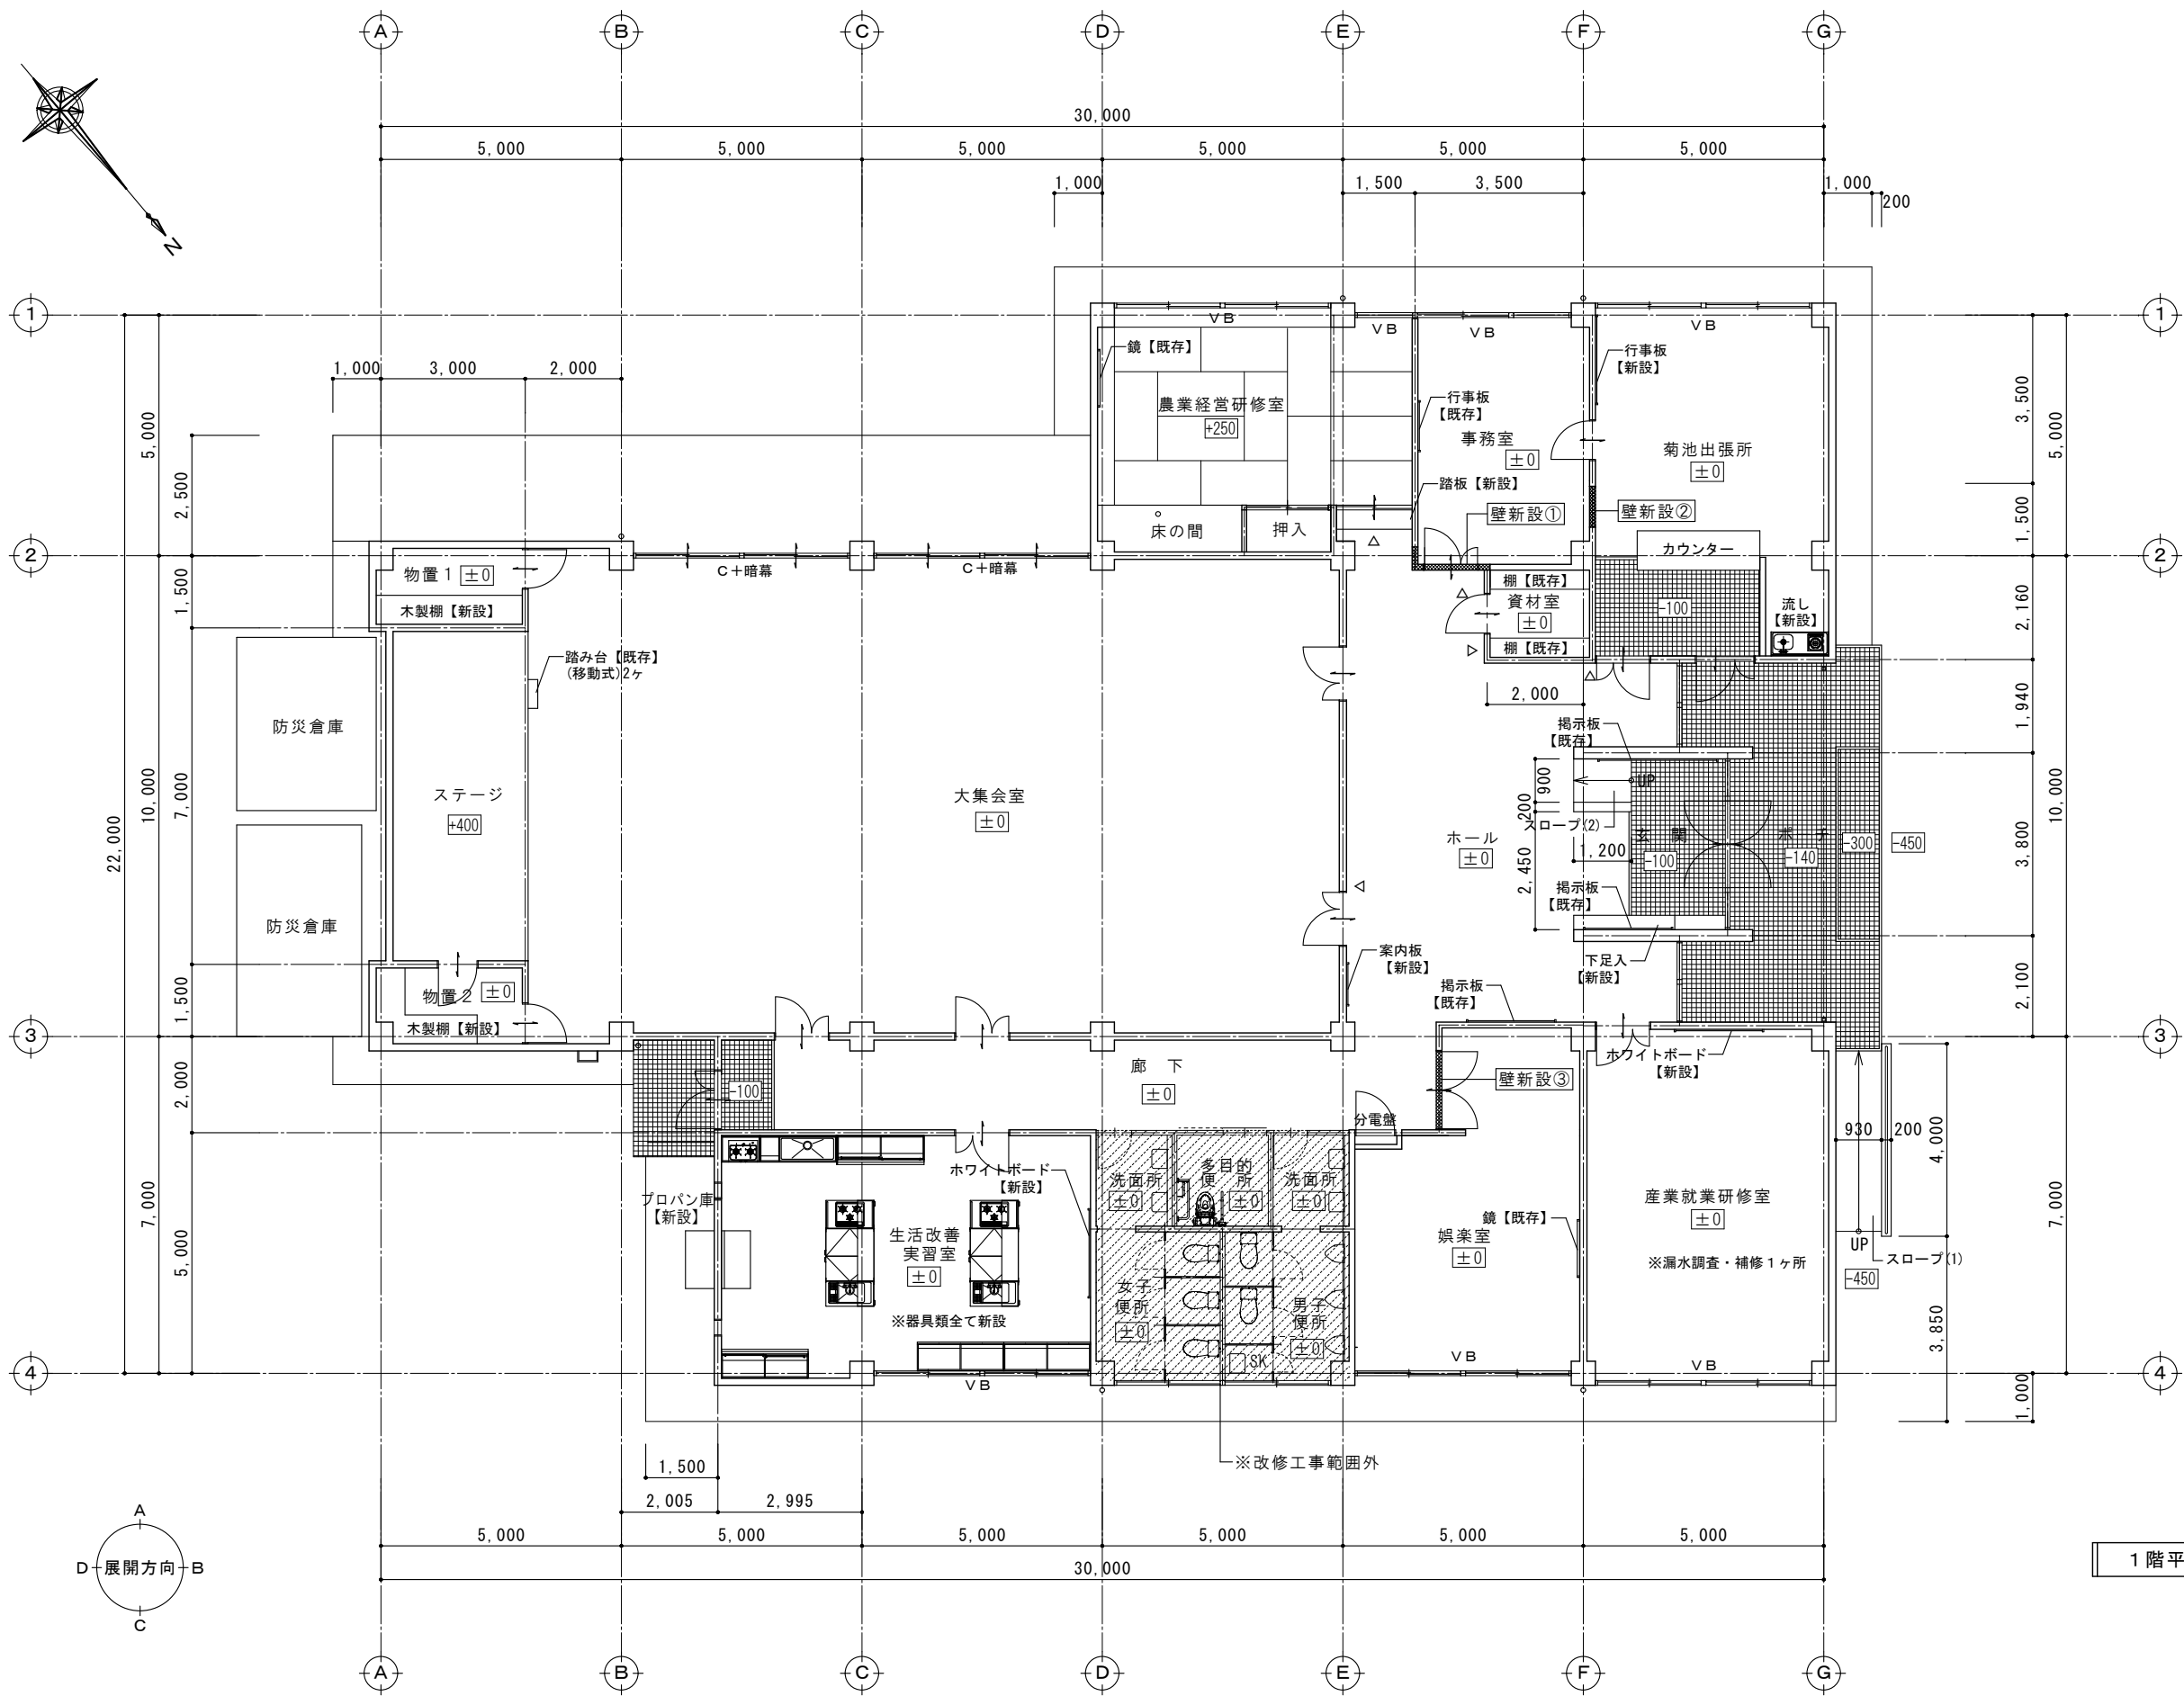 A B C D E F G
N
30,000
5,000 5,000 5,000 5,000 5,000 5,000
1,000 1,500 3,500 1,000 200
1 1
VB VB VB VB
1,000 3,000 2,000
鏡【既存】
行事板
【新設】
行事板
【既存】
農業経営研修室
+250
事務室
±0
菊池出張所
±0
踏板【新設】
壁新設①
壁新設②
床の間
押入
カウンター
2 2
C+暗幕
C+暗幕
物置1 ±0
木製棚【新設】
棚【既存】
資材室
±0
棚【既存】
-100
流し
【新設】
踏み台【既存】
(移動式)2ヶ
2,000
防災倉庫
掲示板
【既存】
UP
900
200
2,450
スロープ(2)
1,200
ステージ
+400
大集会室
±0
ホール
±0
玄関
-100
ポーチ
-140
-300
-450
防災倉庫
掲示板
【既存】
下足入
【新設】
案内板
【新設】
掲示板
【既存】
物置2 ±0
木製棚【新設】
3 3
ホワイトボード
【新設】
廊下
±0
-100
壁新設③
分電盤
930 200
4,000
3,850
1,000
ホワイトボード
【新設】
洗面所
±0
多目的
便所
±0
洗面所
±0
プロパン庫
【新設】
生活改善
実習室
±0
※器具類全て新設
鏡【既存】
娯楽室
±0
産業就業研修室
±0
※漏水調査・補修1ヶ所
UP
スロープ(1)
-450
女子
便所
±0
男子
便所
±0
SK
4 4
VB VB VB
※改修工事範囲外
22,000
5,000
10,000
7,000
2,500
1,500
7,000
1,500
2,000
5,000
3,500
1,500
2,160
1,940
3,800
2,100
5,000
10,000
7,000
1,500
2,005 2,995
5,000 5,000 5,000 5,000 5,000 5,000
30,000
A
D 展開方向 B
C
1階平
A B C D E F G